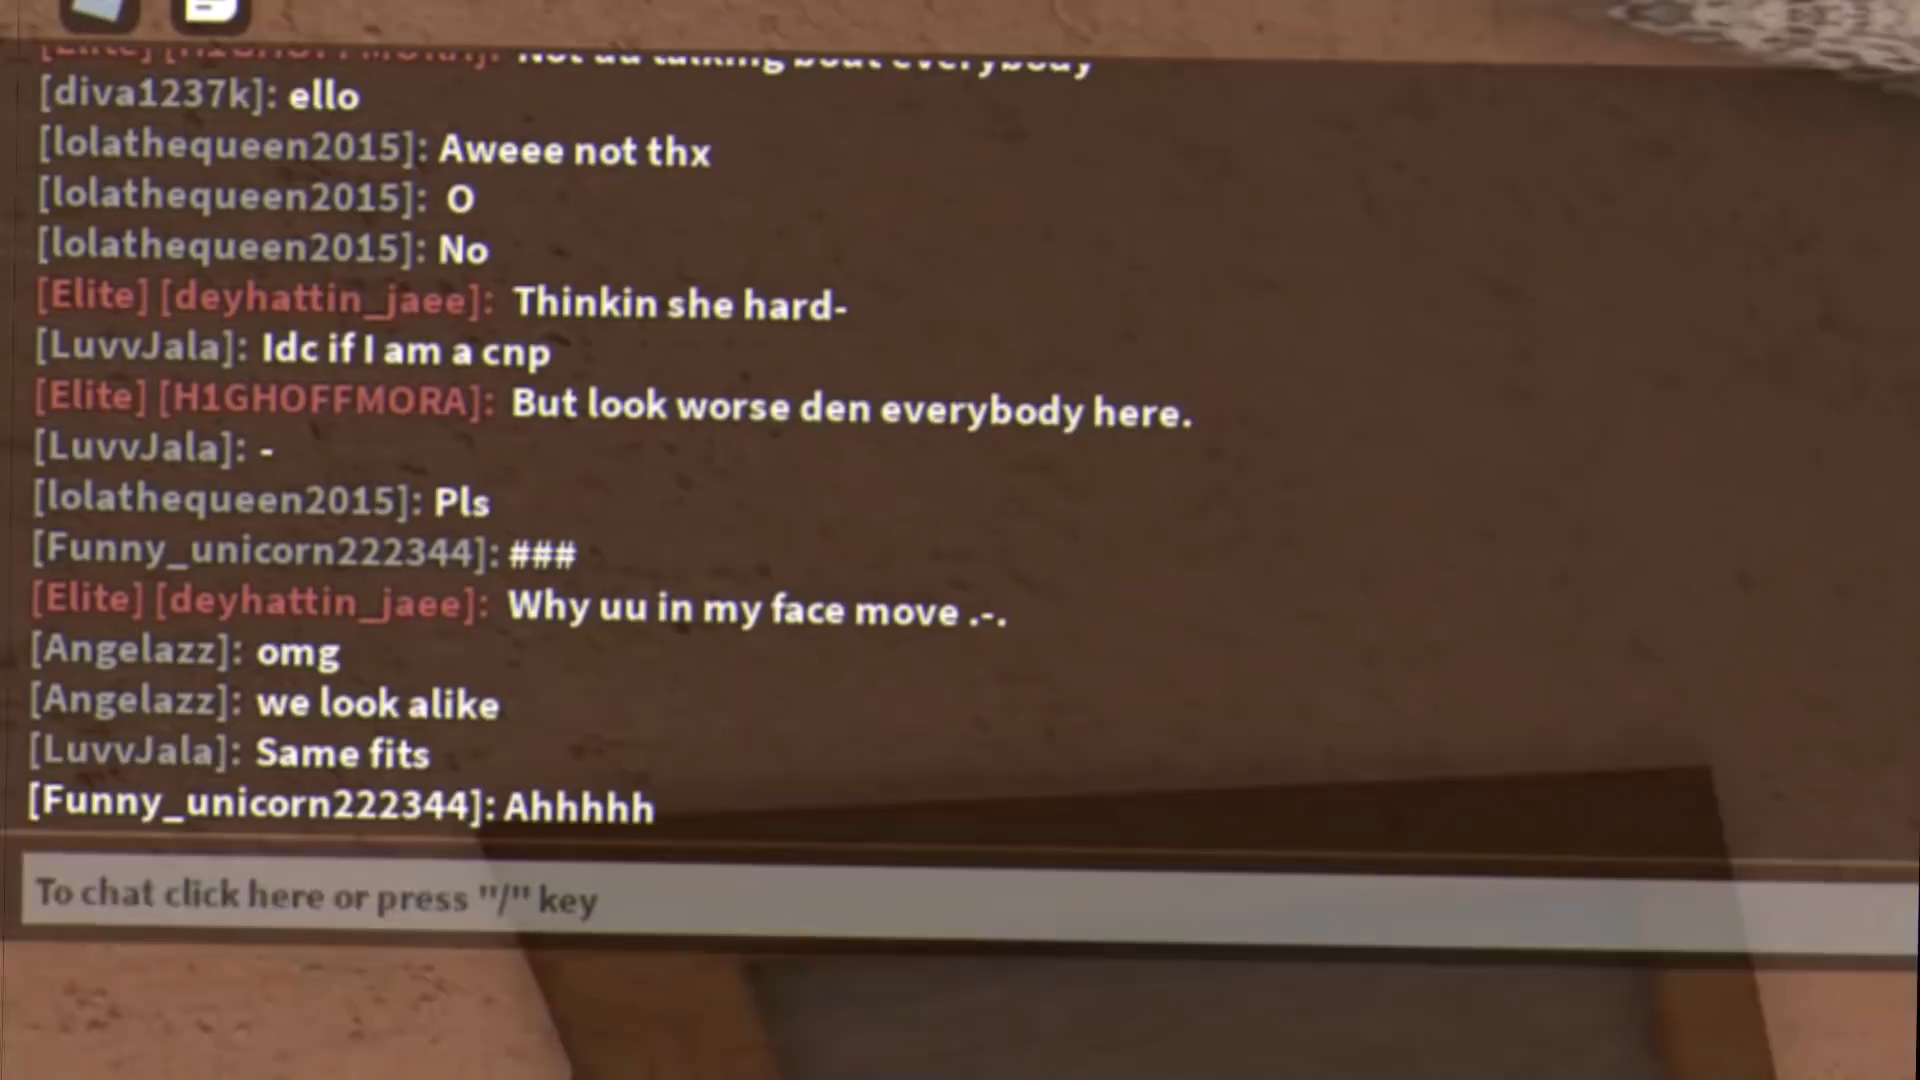 [diva1237k]: ello
[lolathequeen2015]: Aweee not thx
[lolathequeen2015]: O
[lolathequeen2015]: No
[Elite] [deyhattin_jaee]: Thinkin she hard-
[LuvvJala]: Idc if I am a cnp
[Elite] [H1GHOFFMORA]: But look worse den everybody here.
[LuvvJala]: -
[lolathequeen2015]: Pls
[Funny_unicorn222344]: ###
[Elite] [deyhattin_jaee]: Why uu in my face move .-.
[Angelazz]: omg
[Angelazz]: we look alike
[LuvvJala]: Same fits
[Funny_unicorn222344]: Ahhhhh
To chat click here or press "/" key